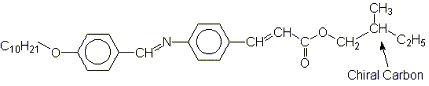 CH₃
C₁₀H₂₁ O CH=N CH=CH C O CH₂ CH C₂H₅
O
Chiral Carbon